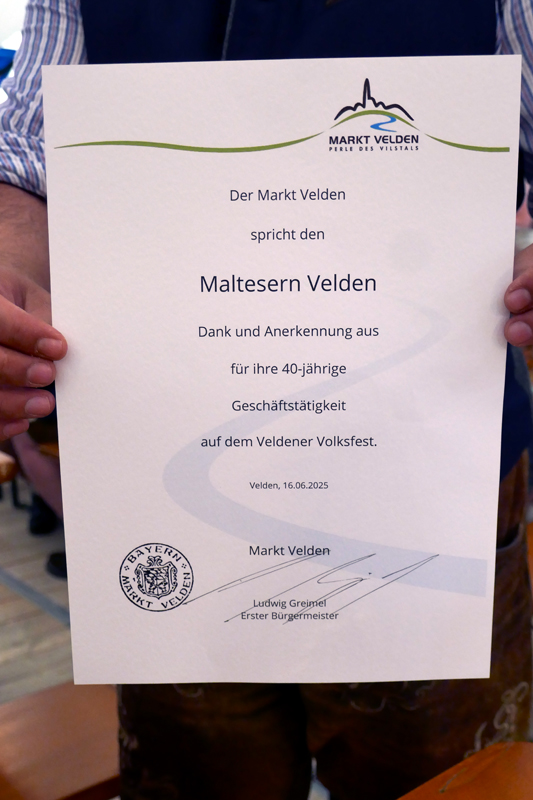 MARKT VELDEN
PERLE DES VILSTALS
Der Markt Velden
spricht den
Maltesern Velden
Dank und Anerkennung aus
für ihre 40-jährige
Geschäftstätigkeit
auf dem Veldener Volksfest.
Velden, 16.06.2025
Markt Velden
BAYERN
MARKT VELDEN
Ludwig Greimel
Erster Bürgermeister